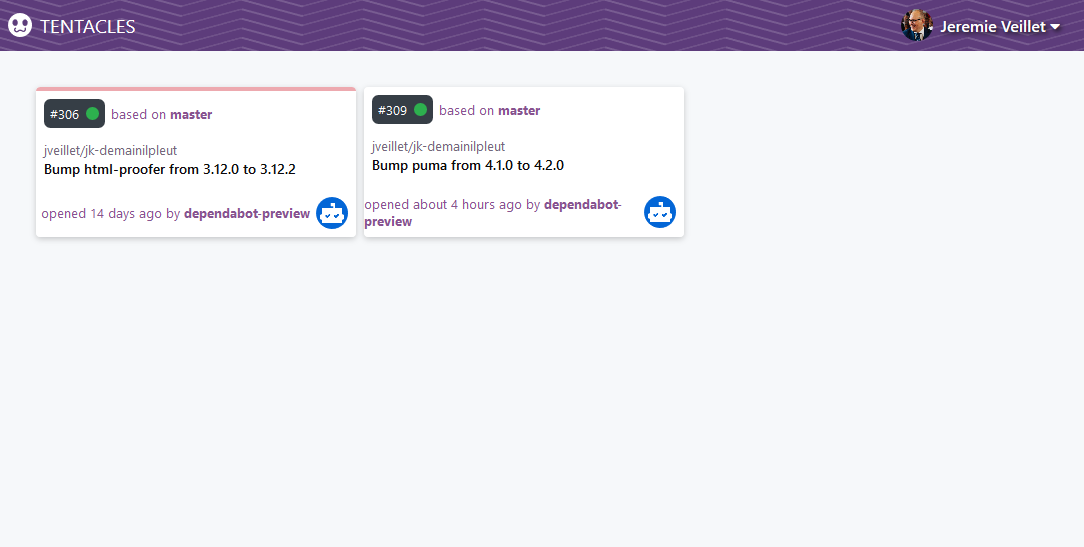 TENTACLES
Jeremie Veillet
#306 based on master
jveillet/jk-demainilpleut
Bump html-proofer from 3.12.0 to 3.12.2
opened 14 days ago by dependabot-preview
#309 based on master
jveillet/jk-demainilpleut
Bump puma from 4.1.0 to 4.2.0
opened about 4 hours ago by dependabot-
preview